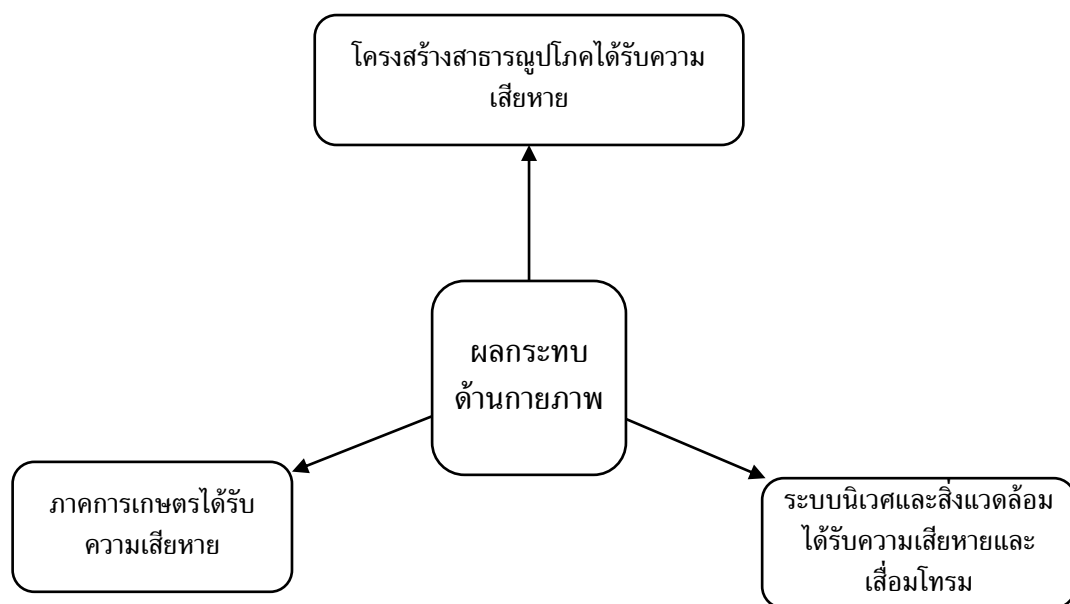 โครงสร้างสาธารณูปโภคได้รับความ
เสียหาย
ผลกระทบ
ด้านกายภาพ
ภาคการเกษตรได้รับ
ความเสียหาย
ระบบนิเวศและสิ่งแวดล้อม
ได้รับความเสียหายและ
เสื่อมโทรม